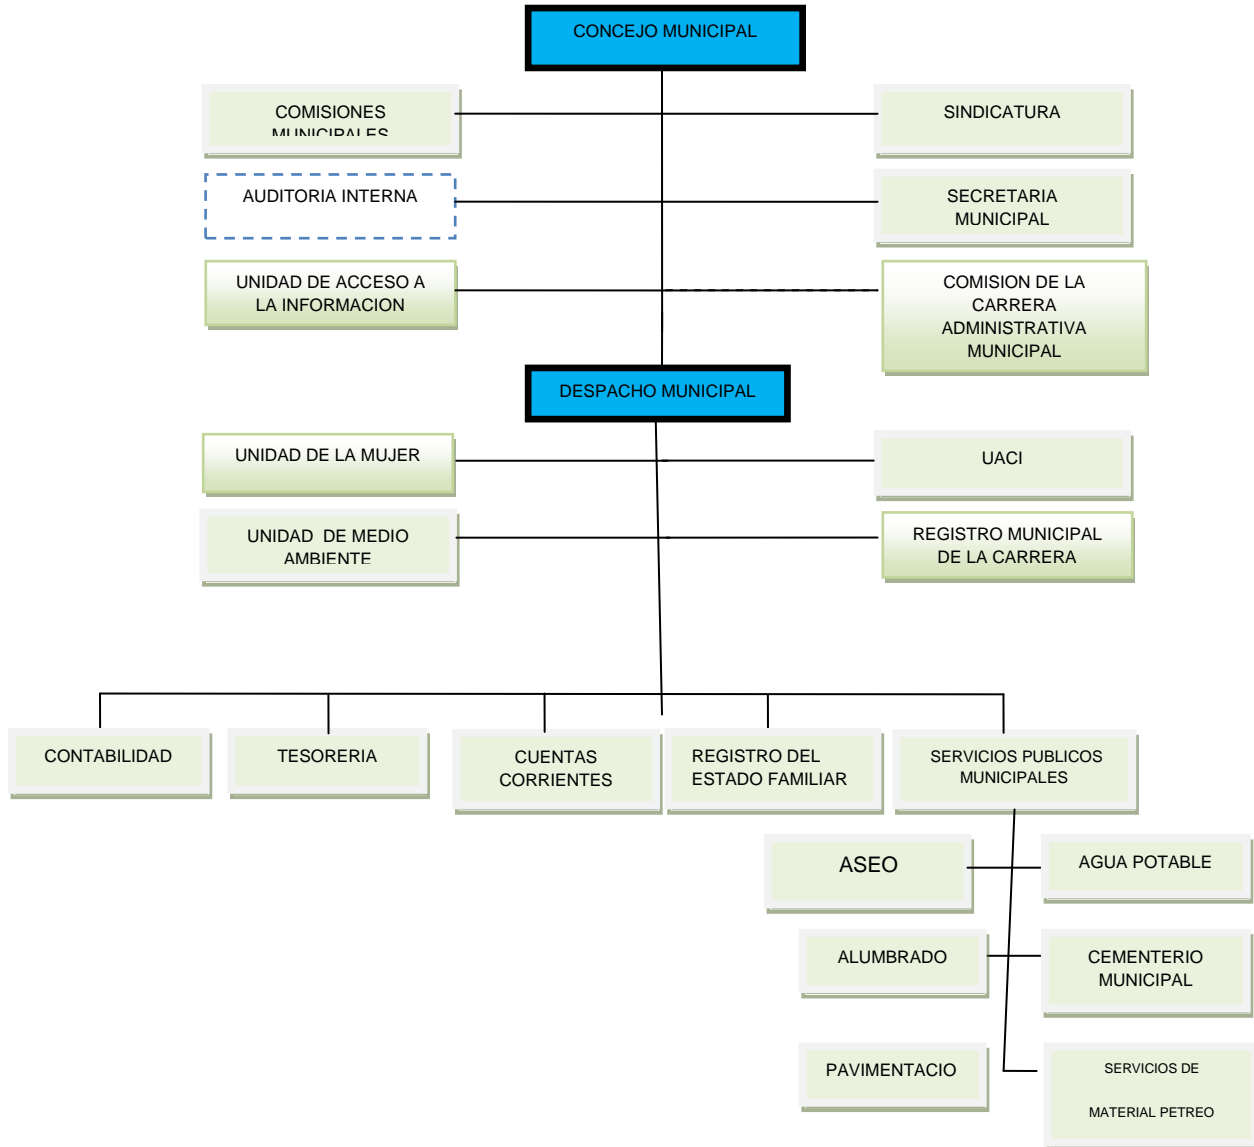 CONCEJO MUNICIPAL
COMISIONES
MUNICIPALES
SINDICATURA
AUDITORIA INTERNA
SECRETARIA
MUNICIPAL
UNIDAD DE ACCESO A
LA INFORMACION
COMISION DE LA
CARRERA
ADMINISTRATIVA
MUNICIPAL
DESPACHO MUNICIPAL
UNIDAD DE LA MUJER
UACI
UNIDAD DE MEDIO
AMBIENTE
REGISTRO MUNICIPAL
DE LA CARRERA
CONTABILIDAD
TESORERIA
CUENTAS
CORRIENTES
REGISTRO DEL
ESTADO FAMILIAR
SERVICIOS PUBLICOS
MUNICIPALES
ASEO
AGUA POTABLE
ALUMBRADO
CEMENTERIO
MUNICIPAL
PAVIMENTACIO
SERVICIOS DE
MATERIAL PETREO